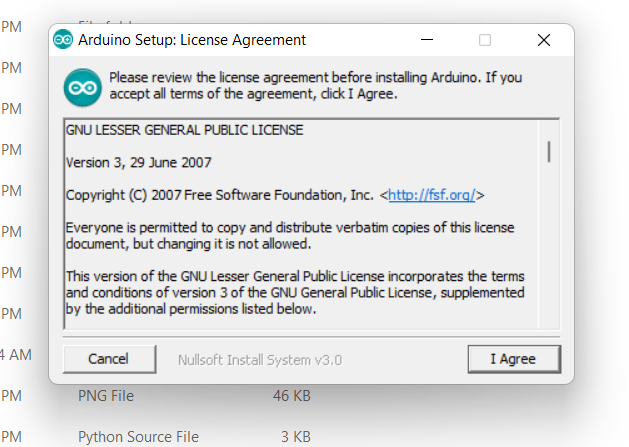 PM
Arduino Setup: License Agreement
PM
Please review the license agreement before installing Arduino. If you
accept all terms of the agreement, click I Agree.
PM
GNU LESSER GENERAL PUBLIC LICENSE
PM
Version 3, 29 June 2007
PM
Copyright (C) 2007 Free Software Foundation, Inc. <http://fsf.org/>
PM
Everyone is permitted to copy and distribute verbatim copies of this license
document, but changing it is not allowed.
PM
This version of the GNU Lesser General Public License incorporates the terms
and conditions of version 3 of the GNU General Public License, supplemented
by the additional permissions listed below.
PM
4 AM
Cancel
Nullsoft Install System v3.0
I Agree
PM PNG File 46 KB
PM Python Source File 3 KB